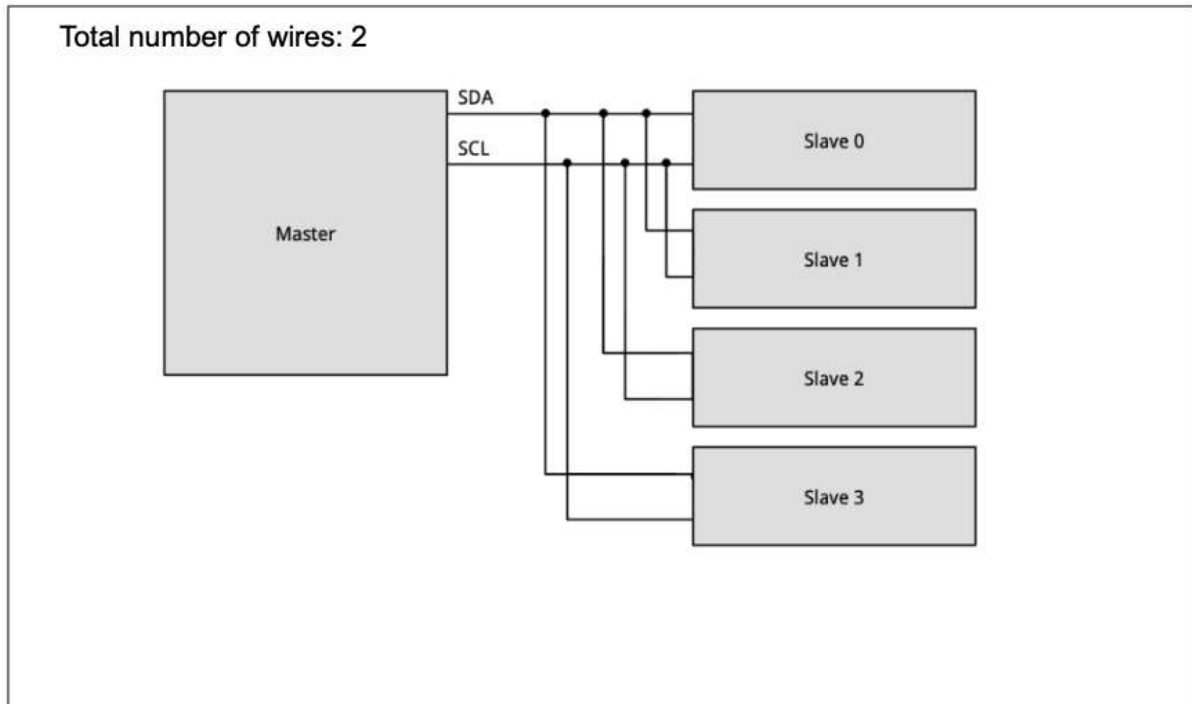 Total number of wires: 2
SDA
SCL
Master
Slave 0
Slave 1
Slave 2
Slave 3